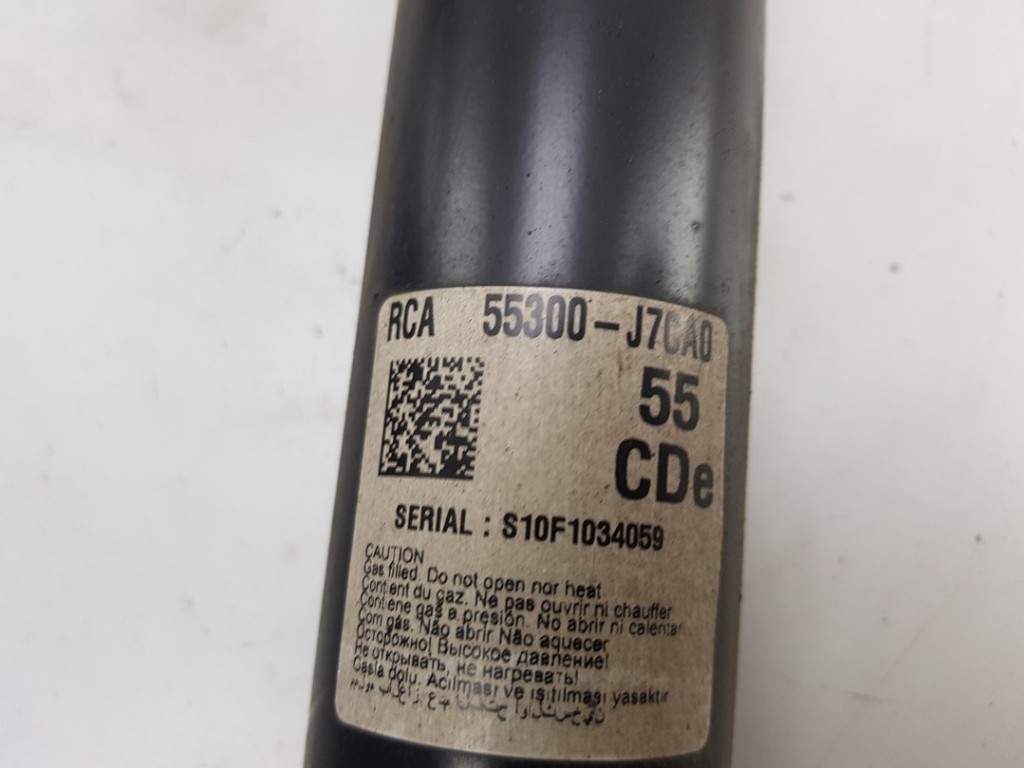 RCA 55300-J7CA0
55
CDe
SERIAL : S10F1034059
CAUTION
Gas filled. Do not open nor heat
Contient du gaz. Ne pas ouvrir ni chauffer
Contiene gas a presión. No abrir ni calentar
Com gás. Não abrir Não aquecer
Осторожно! Высокое давление!
Не открывать, не нагревать!
Gasla dolu. Açilması ve ısıtılması yasaktır